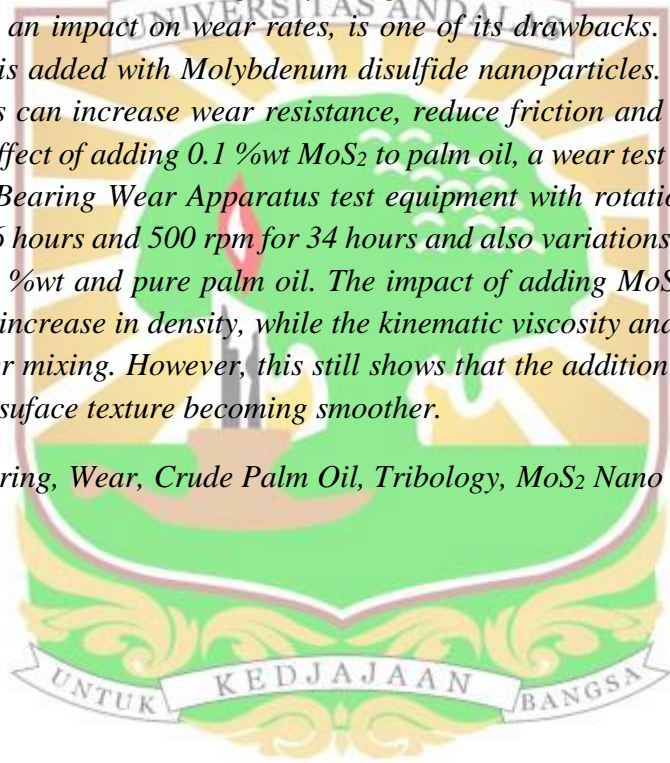 UNIVERSITAS ANDALAS
an impact on wear rates, is one of its drawbacks.
is added with Molybdenum disulfide nanoparticles.
s can increase wear resistance, reduce friction and
ffect of adding 0.1 %wt MoS2 to palm oil, a wear test
Bearing Wear Apparatus test equipment with rotatio
6 hours and 500 rpm for 34 hours and also variations
%wt and pure palm oil. The impact of adding MoS
increase in density, while the kinematic viscosity and
er mixing. However, this still shows that the addition
suface texture becoming smoother.
ring, Wear, Crude Palm Oil, Tribology, MoS2 Nano
UNTUK KEDJAJAAN BANGSA